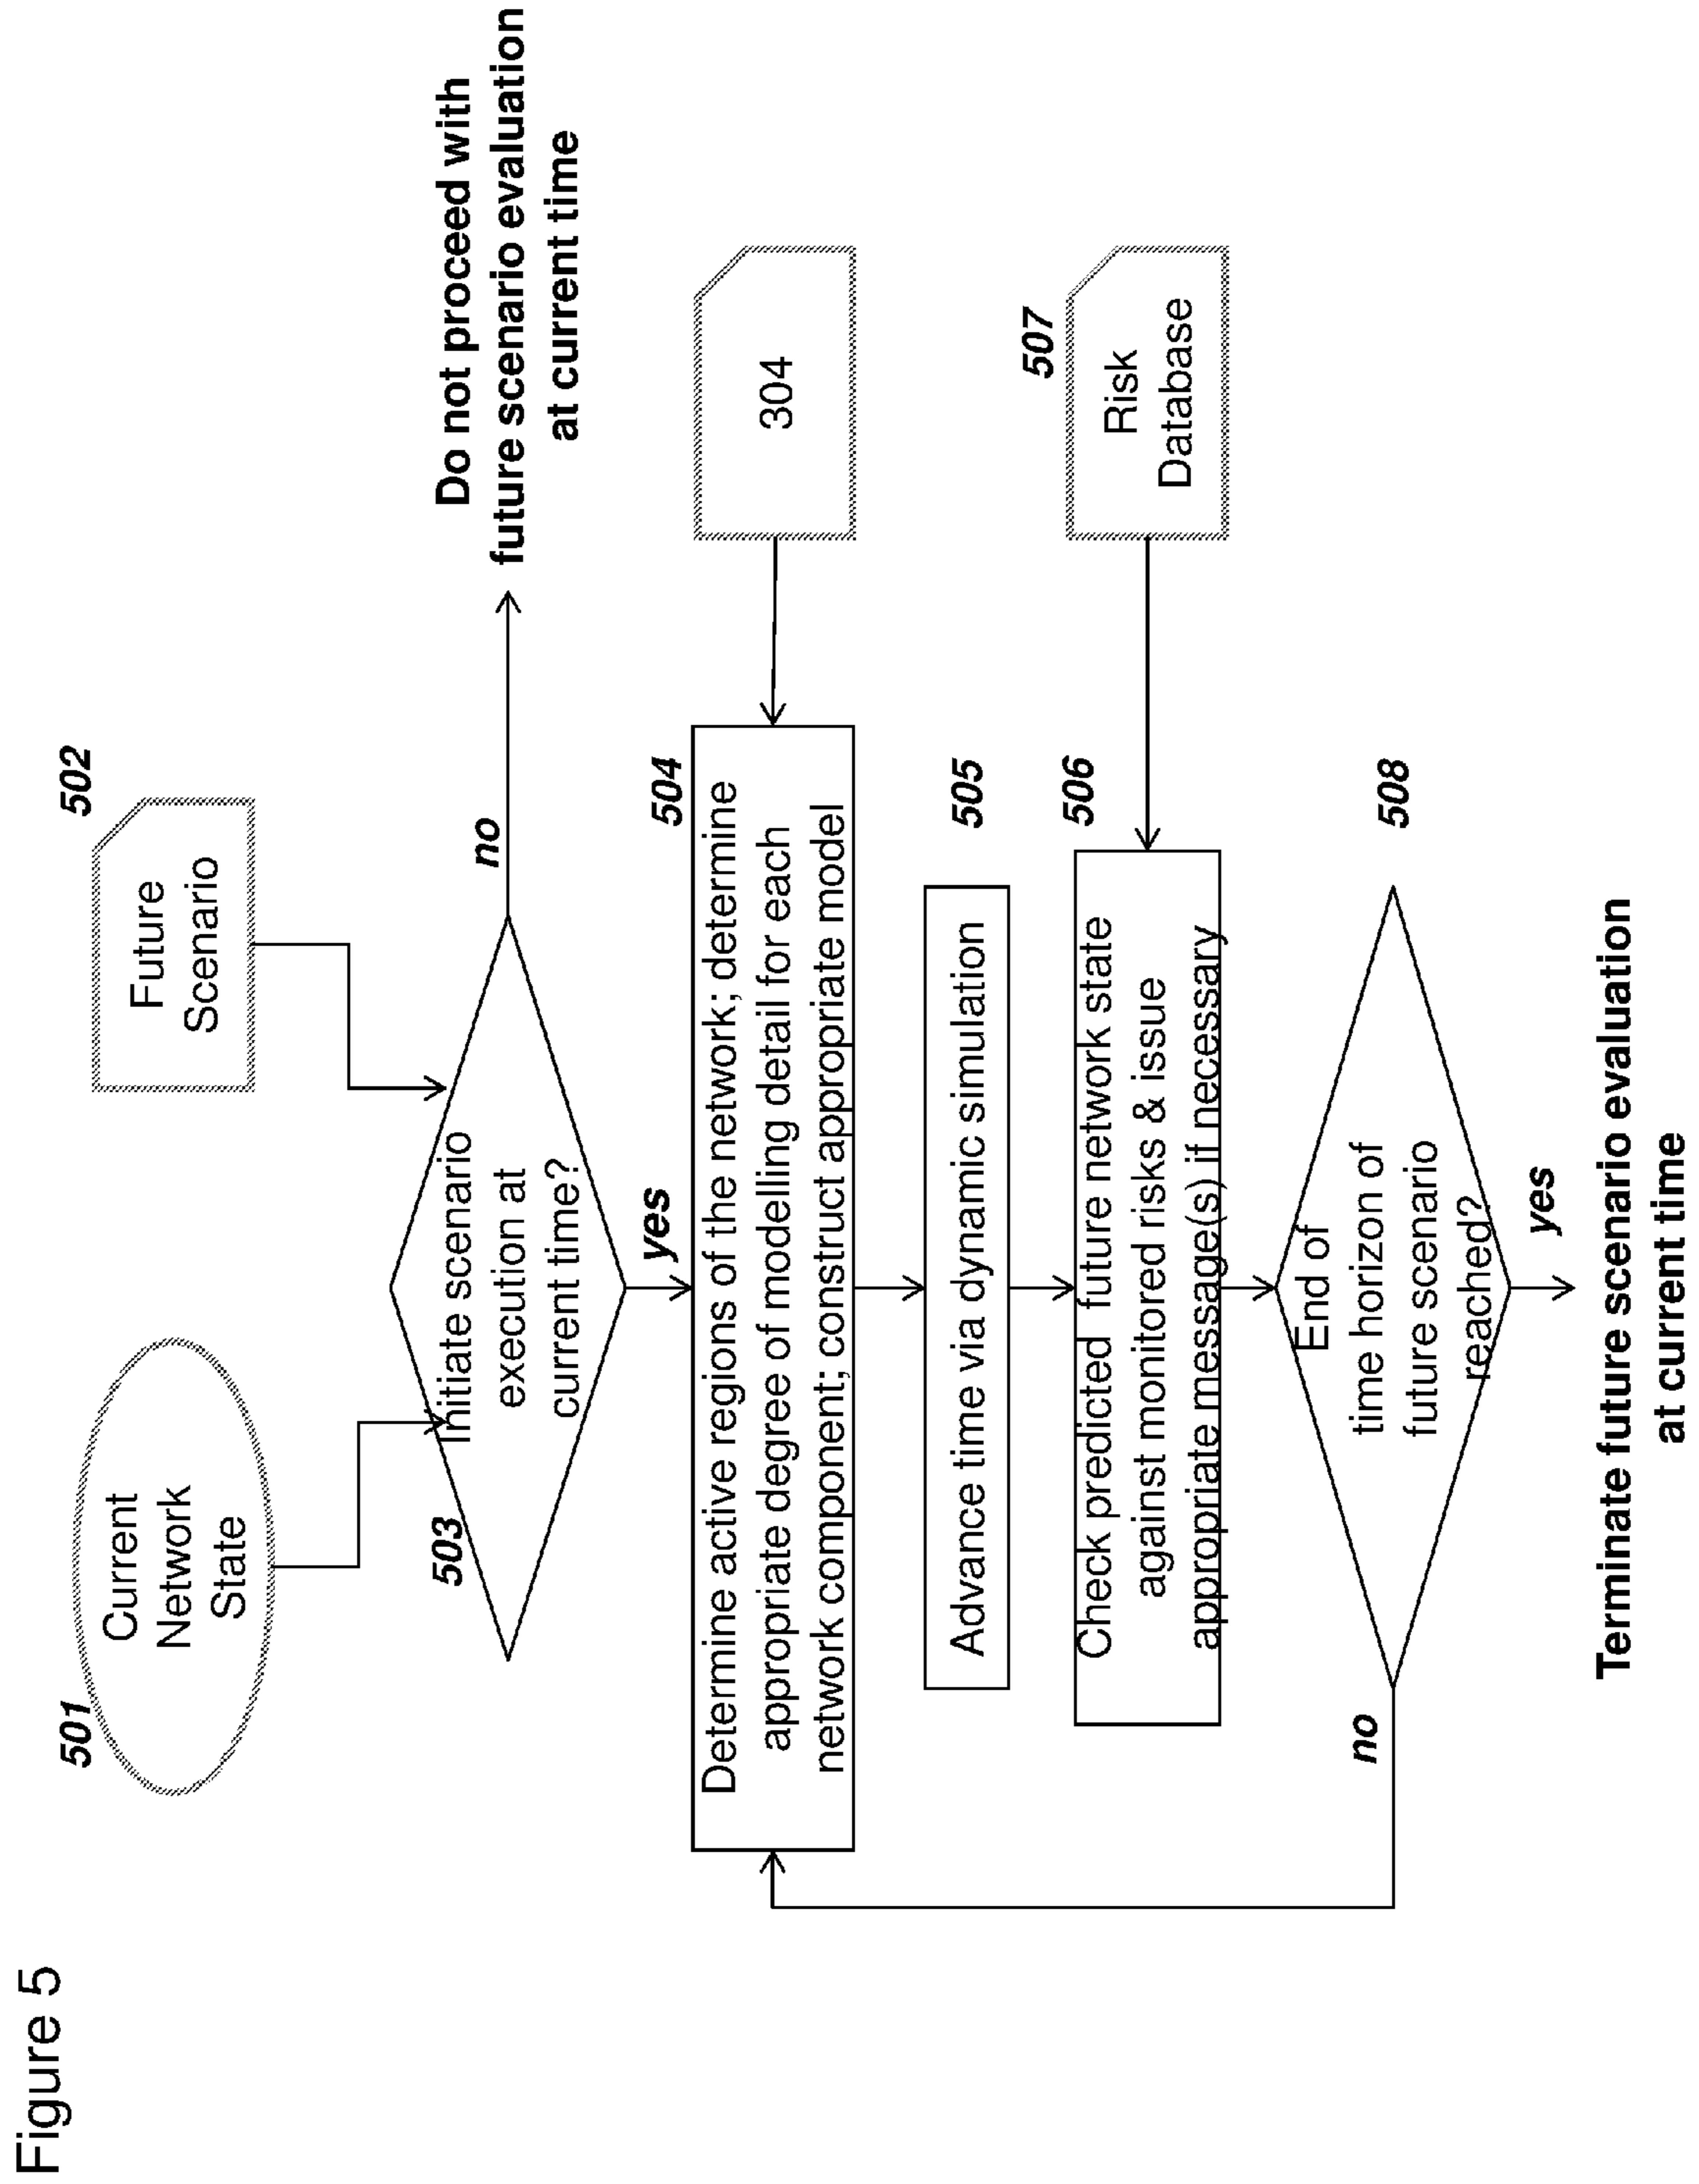 Figure 5
501
Current
Network
State
502
Future
Scenario
503
Initiate scenario
execution at
current time?
no
Do not proceed with
future scenario evaluation
at current time
yes
504
Determine active regions of the network; determine
appropriate degree of modelling detail for each
network component; construct appropriate model
304
505
Advance time via dynamic simulation
506
Check predicted future network state
against monitored risks & issue
appropriate message(s) if necessary
507
Risk
Database
508
End of
time horizon of
future scenario
reached?
no
yes
Terminate future scenario evaluation
at current time